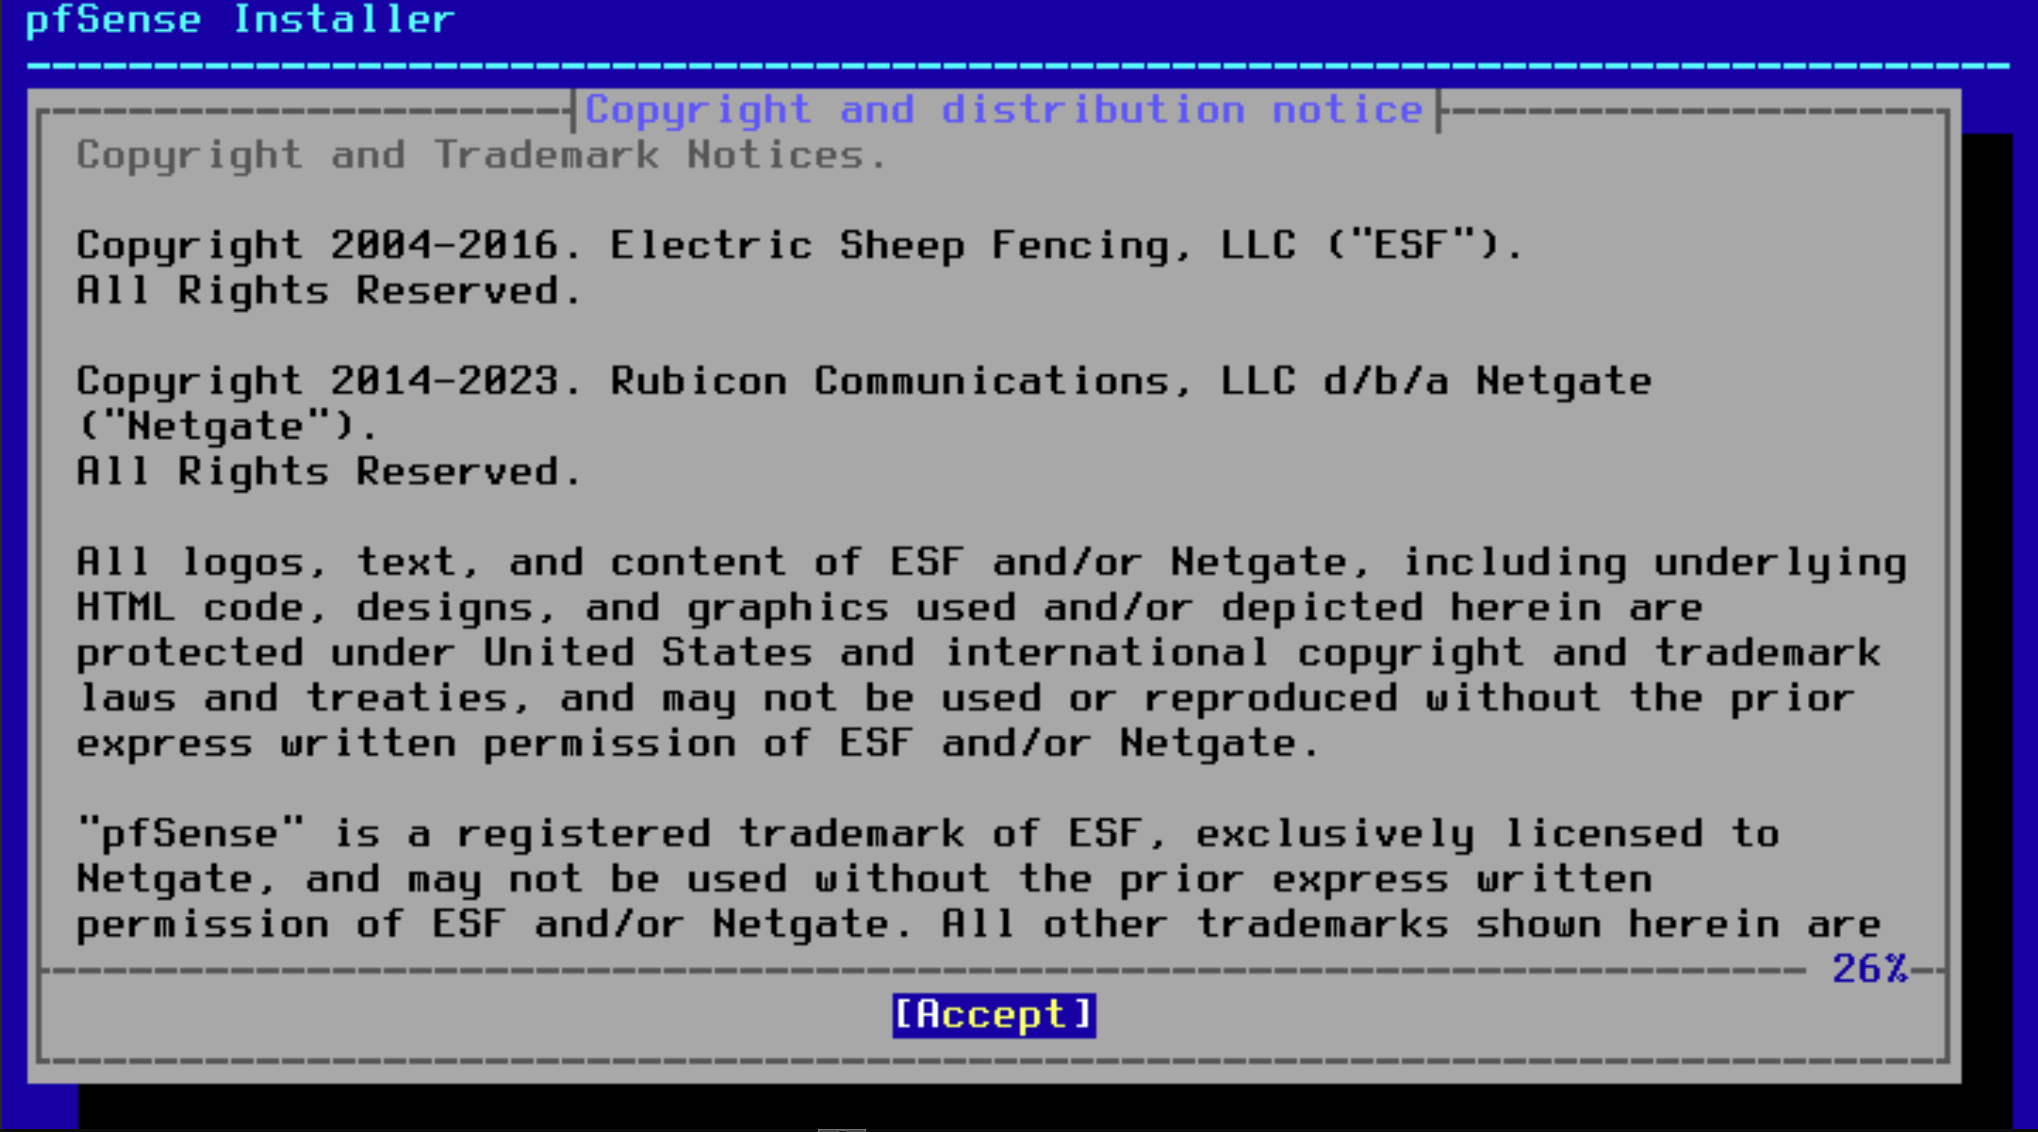 pfSense Installer
Copyright and distribution notice
Copyright and Trademark Notices.
Copyright 2004-2016. Electric Sheep Fencing, LLC ("ESF").
All Rights Reserved.
Copyright 2014-2023. Rubicon Communications, LLC d/b/a Netgate
("Netgate").
All Rights Reserved.
All logos, text, and content of ESF and/or Netgate, including underlying
HTML code, designs, and graphics used and/or depicted herein are
protected under United States and international copyright and trademark
laws and treaties, and may not be used or reproduced without the prior
express written permission of ESF and/or Netgate.
"pfSense" is a registered trademark of ESF, exclusively licensed to
Netgate, and may not be used without the prior express written
permission of ESF and/or Netgate. All other trademarks shown herein are
26%
[Accept]